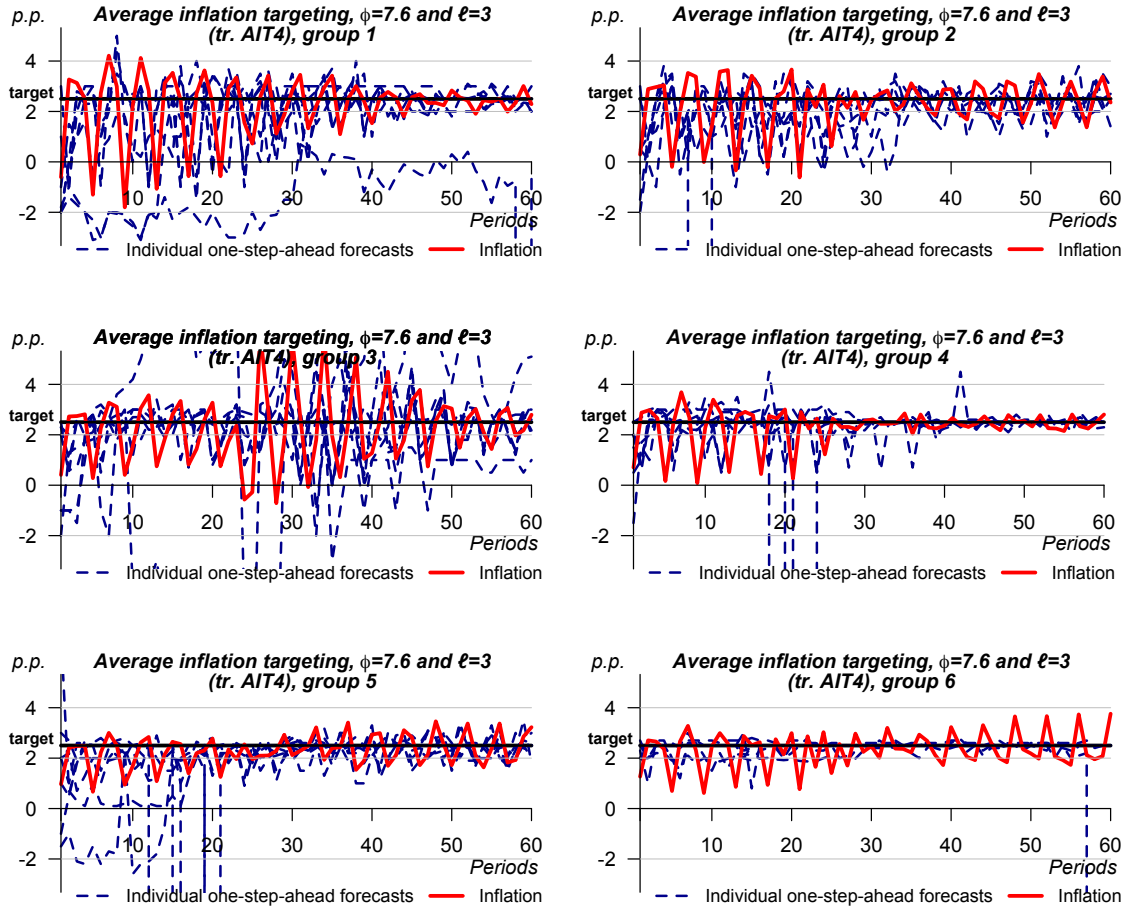 p.p.
Average inflation targeting, ϕ=7.6 and ℓ=3
(tr. AIT4), group 1
4
target
2
0
-2
10 20 30 40 50 60
Periods
Individual one-step-ahead forecasts Inflation
p.p.
Average inflation targeting, ϕ=7.6 and ℓ=3
(tr. AIT4), group 2
4
target
2
0
-2
10 20 30 40 50 60
Periods
Individual one-step-ahead forecasts Inflation
p.p.
Average inflation targeting, ϕ=7.6 and ℓ=3
(tr. AIT4), group 3
4
target
2
0
-2
10 20 30 40 50 60
Periods
Individual one-step-ahead forecasts Inflation
p.p.
Average inflation targeting, ϕ=7.6 and ℓ=3
(tr. AIT4), group 4
4
target
2
0
-2
10 20 30 40 50 60
Periods
Individual one-step-ahead forecasts Inflation
p.p.
Average inflation targeting, ϕ=7.6 and ℓ=3
(tr. AIT4), group 5
4
target
2
0
-2
10 20 30 40 50 60
Periods
Individual one-step-ahead forecasts Inflation
p.p.
Average inflation targeting, ϕ=7.6 and ℓ=3
(tr. AIT4), group 6
4
target
2
0
-2
10 20 30 40 50 60
Periods
Individual one-step-ahead forecasts Inflation